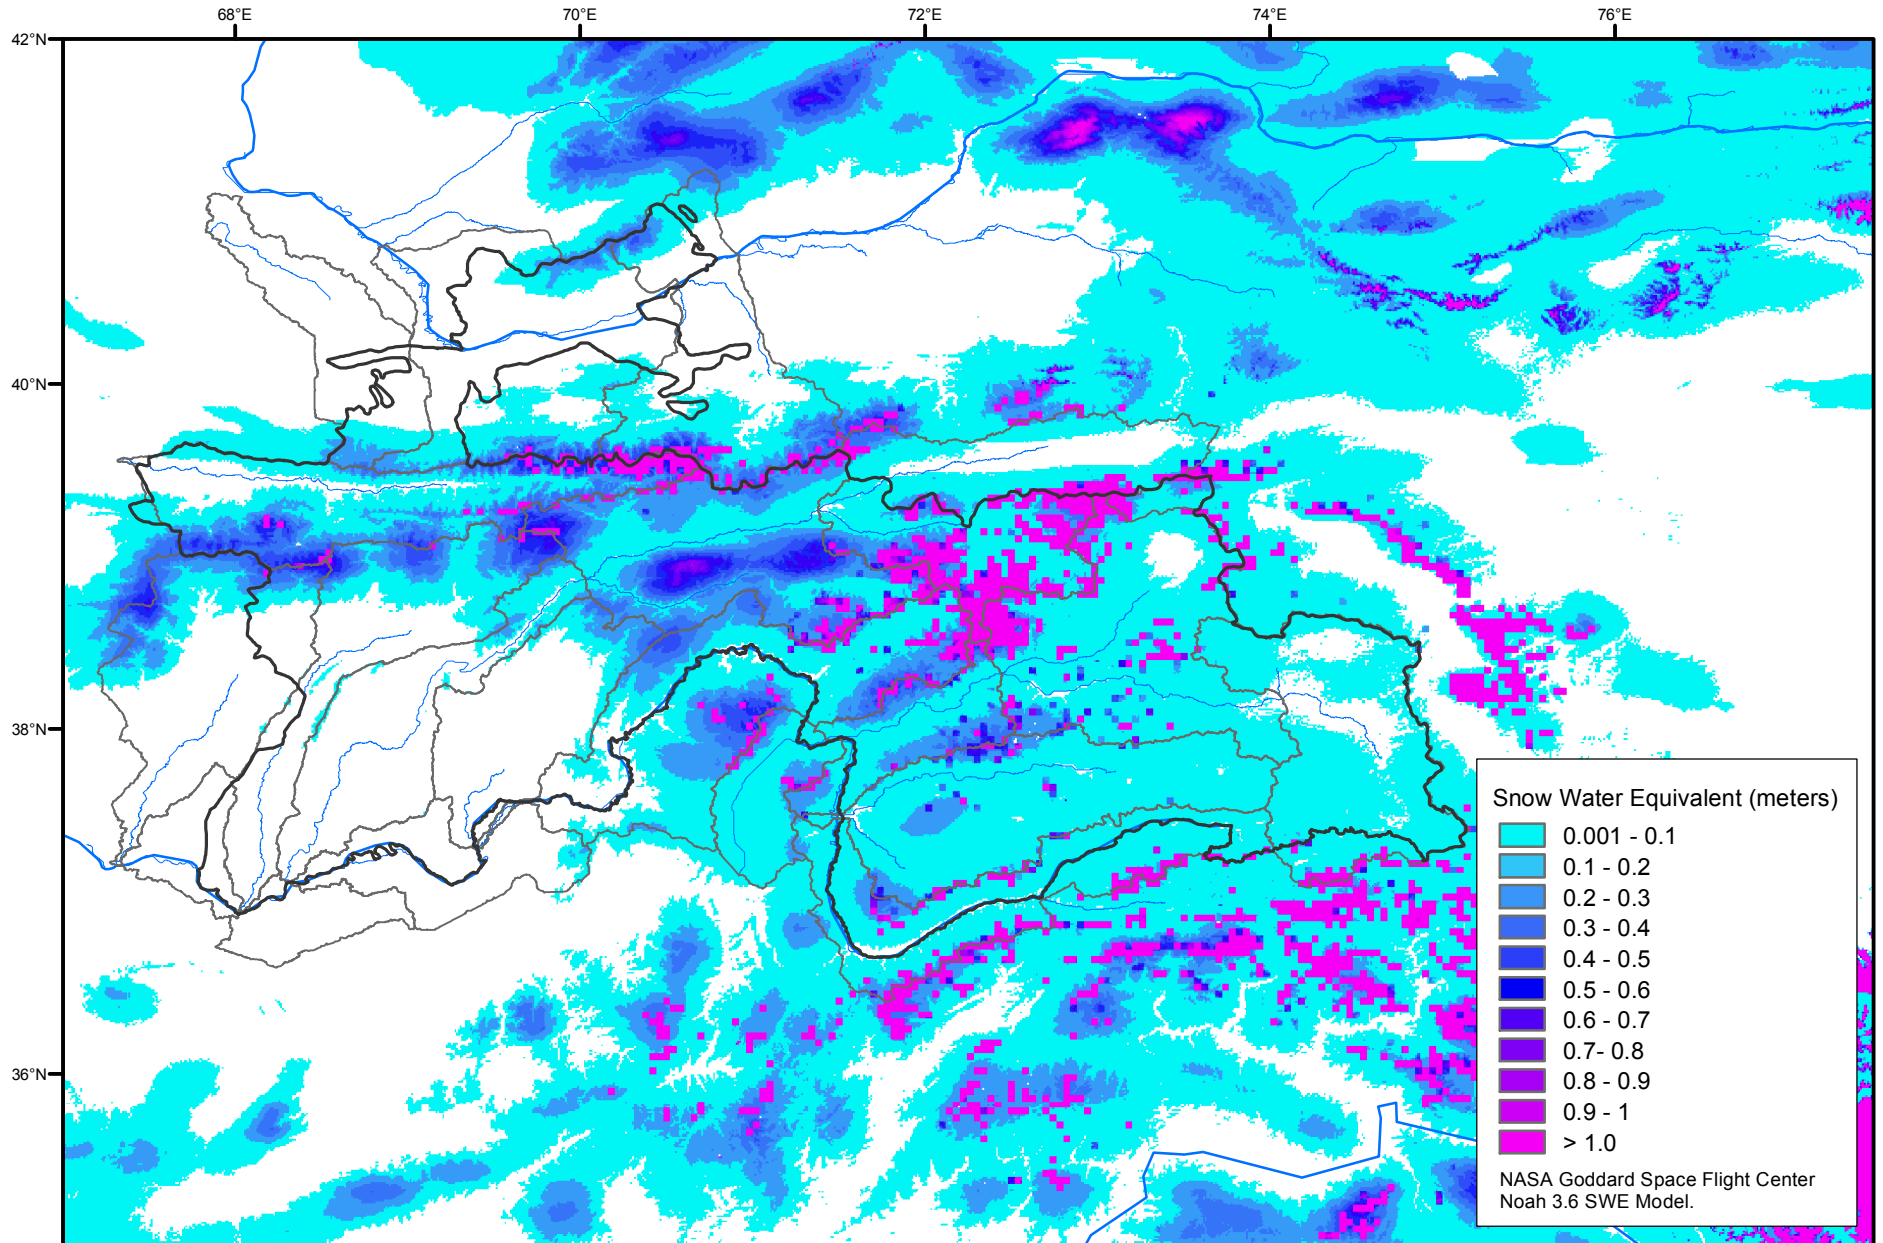 68°E 70°E 72°E 74°E 76°E
42°N
40°N
38°N
36°N
Snow Water Equivalent (meters)
0.001 - 0.1
0.1 - 0.2
0.2 - 0.3
0.3 - 0.4
0.4 - 0.5
0.5 - 0.6
0.6 - 0.7
0.7- 0.8
0.8 - 0.9
0.9 - 1
> 1.0
NASA Goddard Space Flight Center
Noah 3.6 SWE Model.